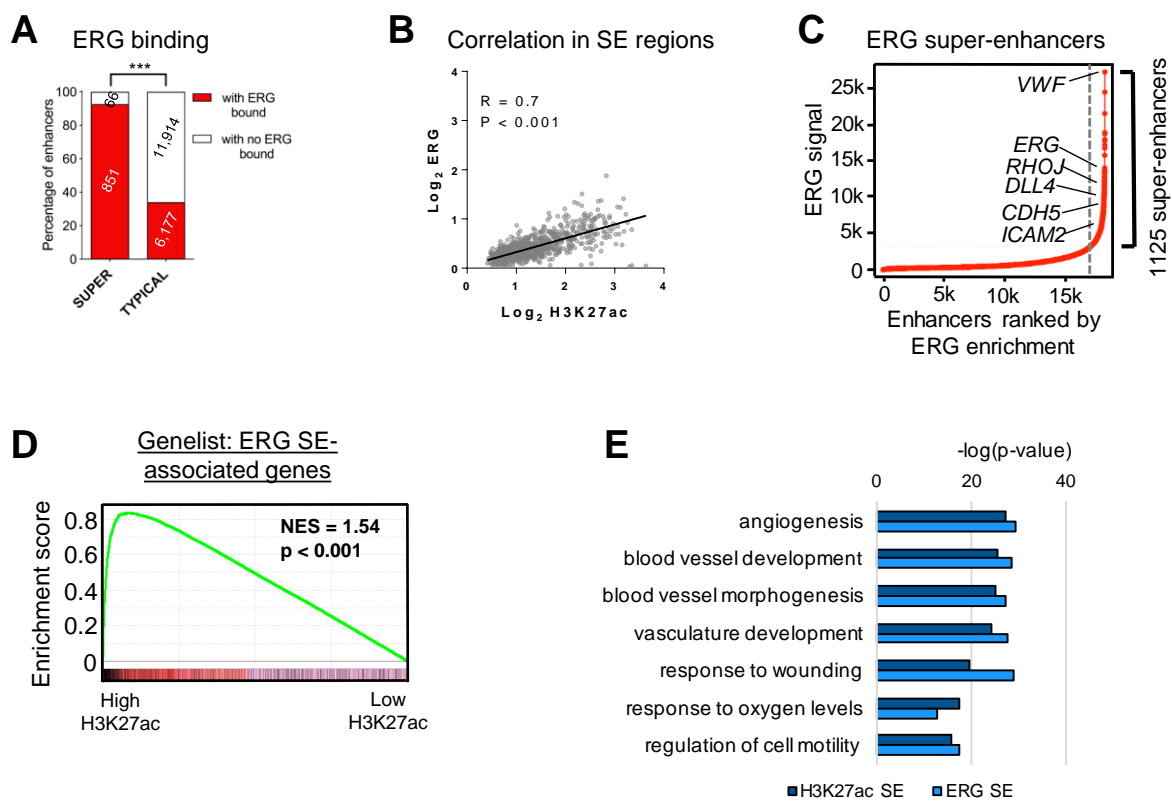 A
ERG binding
***
Percentage of enhancers
100
80
60
40
20
0
66
851
11,914
6,177
SUPER
TYPICAL
with ERG
bound
with no ERG
bound
B
Correlation in SE regions
R = 0.7
P < 0.001
Log2 ERG
4
3
2
1
0
0
1
2
3
4
Log2 H3K27ac
C
ERG super-enhancers
ERG signal
25k
20k
15k
10k
5k
0
VWF
ERG
RHOJ
DLL4
CDH5
ICAM2
1125 super-enhancers
0
5k
10k
15k
Enhancers ranked by
ERG enrichment
D
Genelist: ERG SE-
associated genes
Enrichment score
0.8
0.6
0.4
0.2
0
NES = 1.54
p < 0.001
High
H3K27ac
Low
H3K27ac
E
-log(p-value)
0
20
40
angiogenesis
blood vessel development
blood vessel morphogenesis
vasculature development
response to wounding
response to oxygen levels
regulation of cell motility
H3K27ac SE
ERG SE